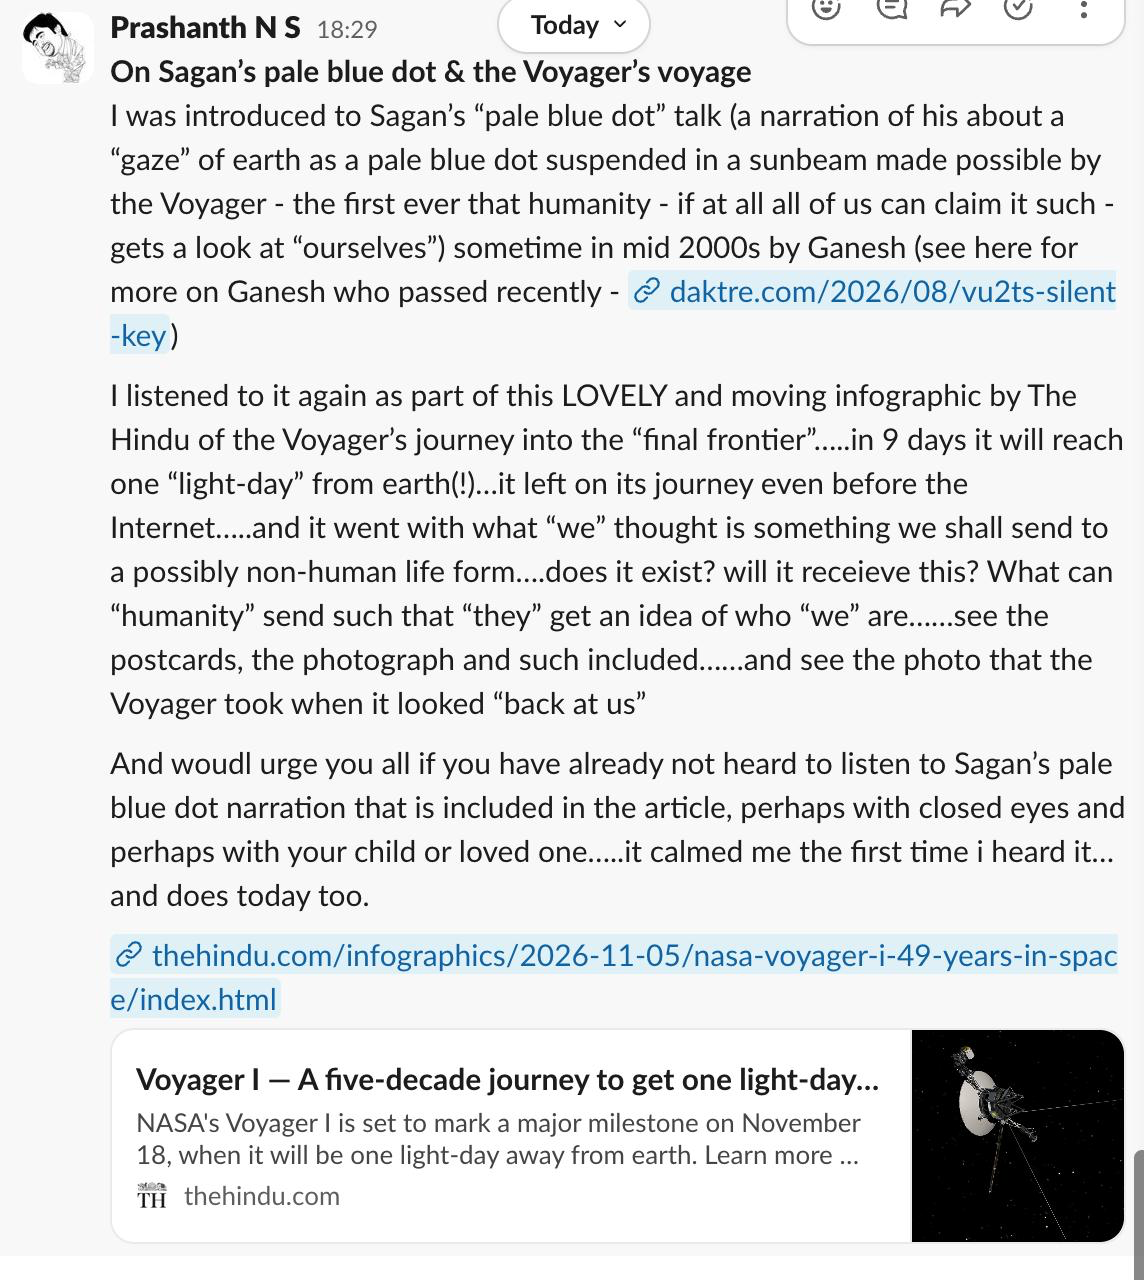 Prashanth N S 18:29
Today
On Sagan’s pale blue dot & the Voyager’s voyage
I was introduced to Sagan’s “pale blue dot” talk (a narration of his about a
“gaze” of earth as a pale blue dot suspended in a sunbeam made possible by
the Voyager - the first ever that humanity - if at all all of us can claim it such -
gets a look at “ourselves”) sometime in mid 2000s by Ganesh (see here for
more on Ganesh who passed recently - daktre.com/2026/08/vu2ts-silent
-key)
I listened to it again as part of this LOVELY and moving infographic by The
Hindu of the Voyager’s journey into the “final frontier”…..in 9 days it will reach
one “light-day” from earth(!)…it left on its journey even before the
Internet…..and it went with what “we” thought is something we shall send to
a possibly non-human life form….does it exist? will it receieve this? What can
“humanity” send such that “they” get an idea of who “we” are……see the
postcards, the photograph and such included……and see the photo that the
Voyager took when it looked “back at us”
And woudl urge you all if you have already not heard to listen to Sagan’s pale
blue dot narration that is included in the article, perhaps with closed eyes and
perhaps with your child or loved one…..it calmed me the first time i heard it…
and does today too.
thehindu.com/infographics/2026-11-05/nasa-voyager-i-49-years-in-spac
e/index.html
Voyager I — A five-decade journey to get one light-day…
NASA's Voyager I is set to mark a major milestone on November
18, when it will be one light-day away from earth. Learn more …
TH thehindu.com